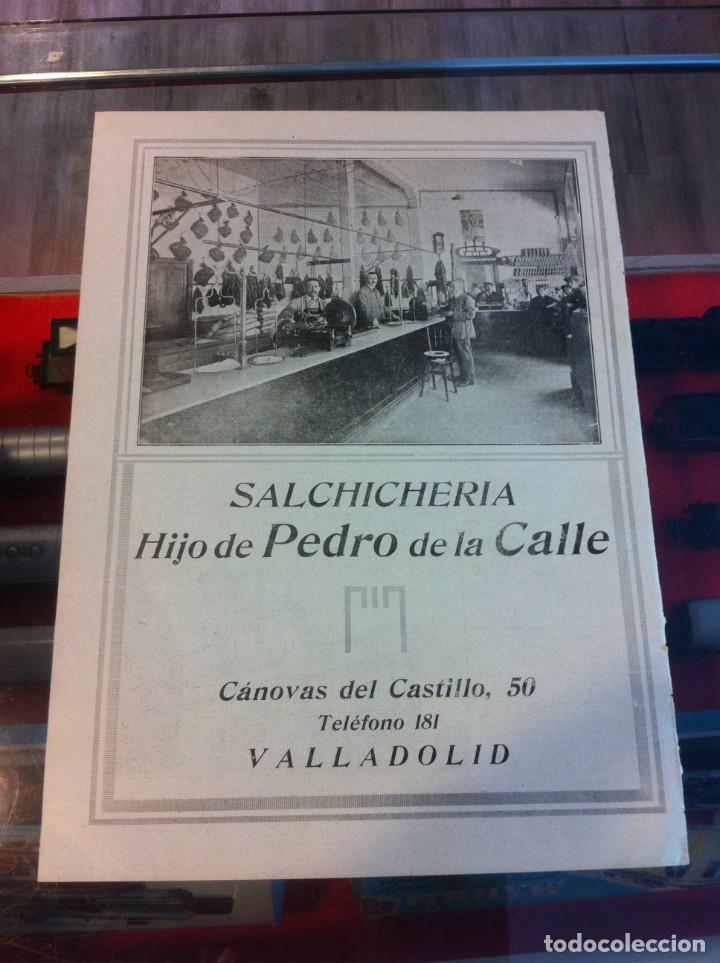 SALCHICHERIA
Hijo de Pedro de la Calle
Cánovas del Castillo, 50
Teléfono 181
VALLADOLID
todocoleccion